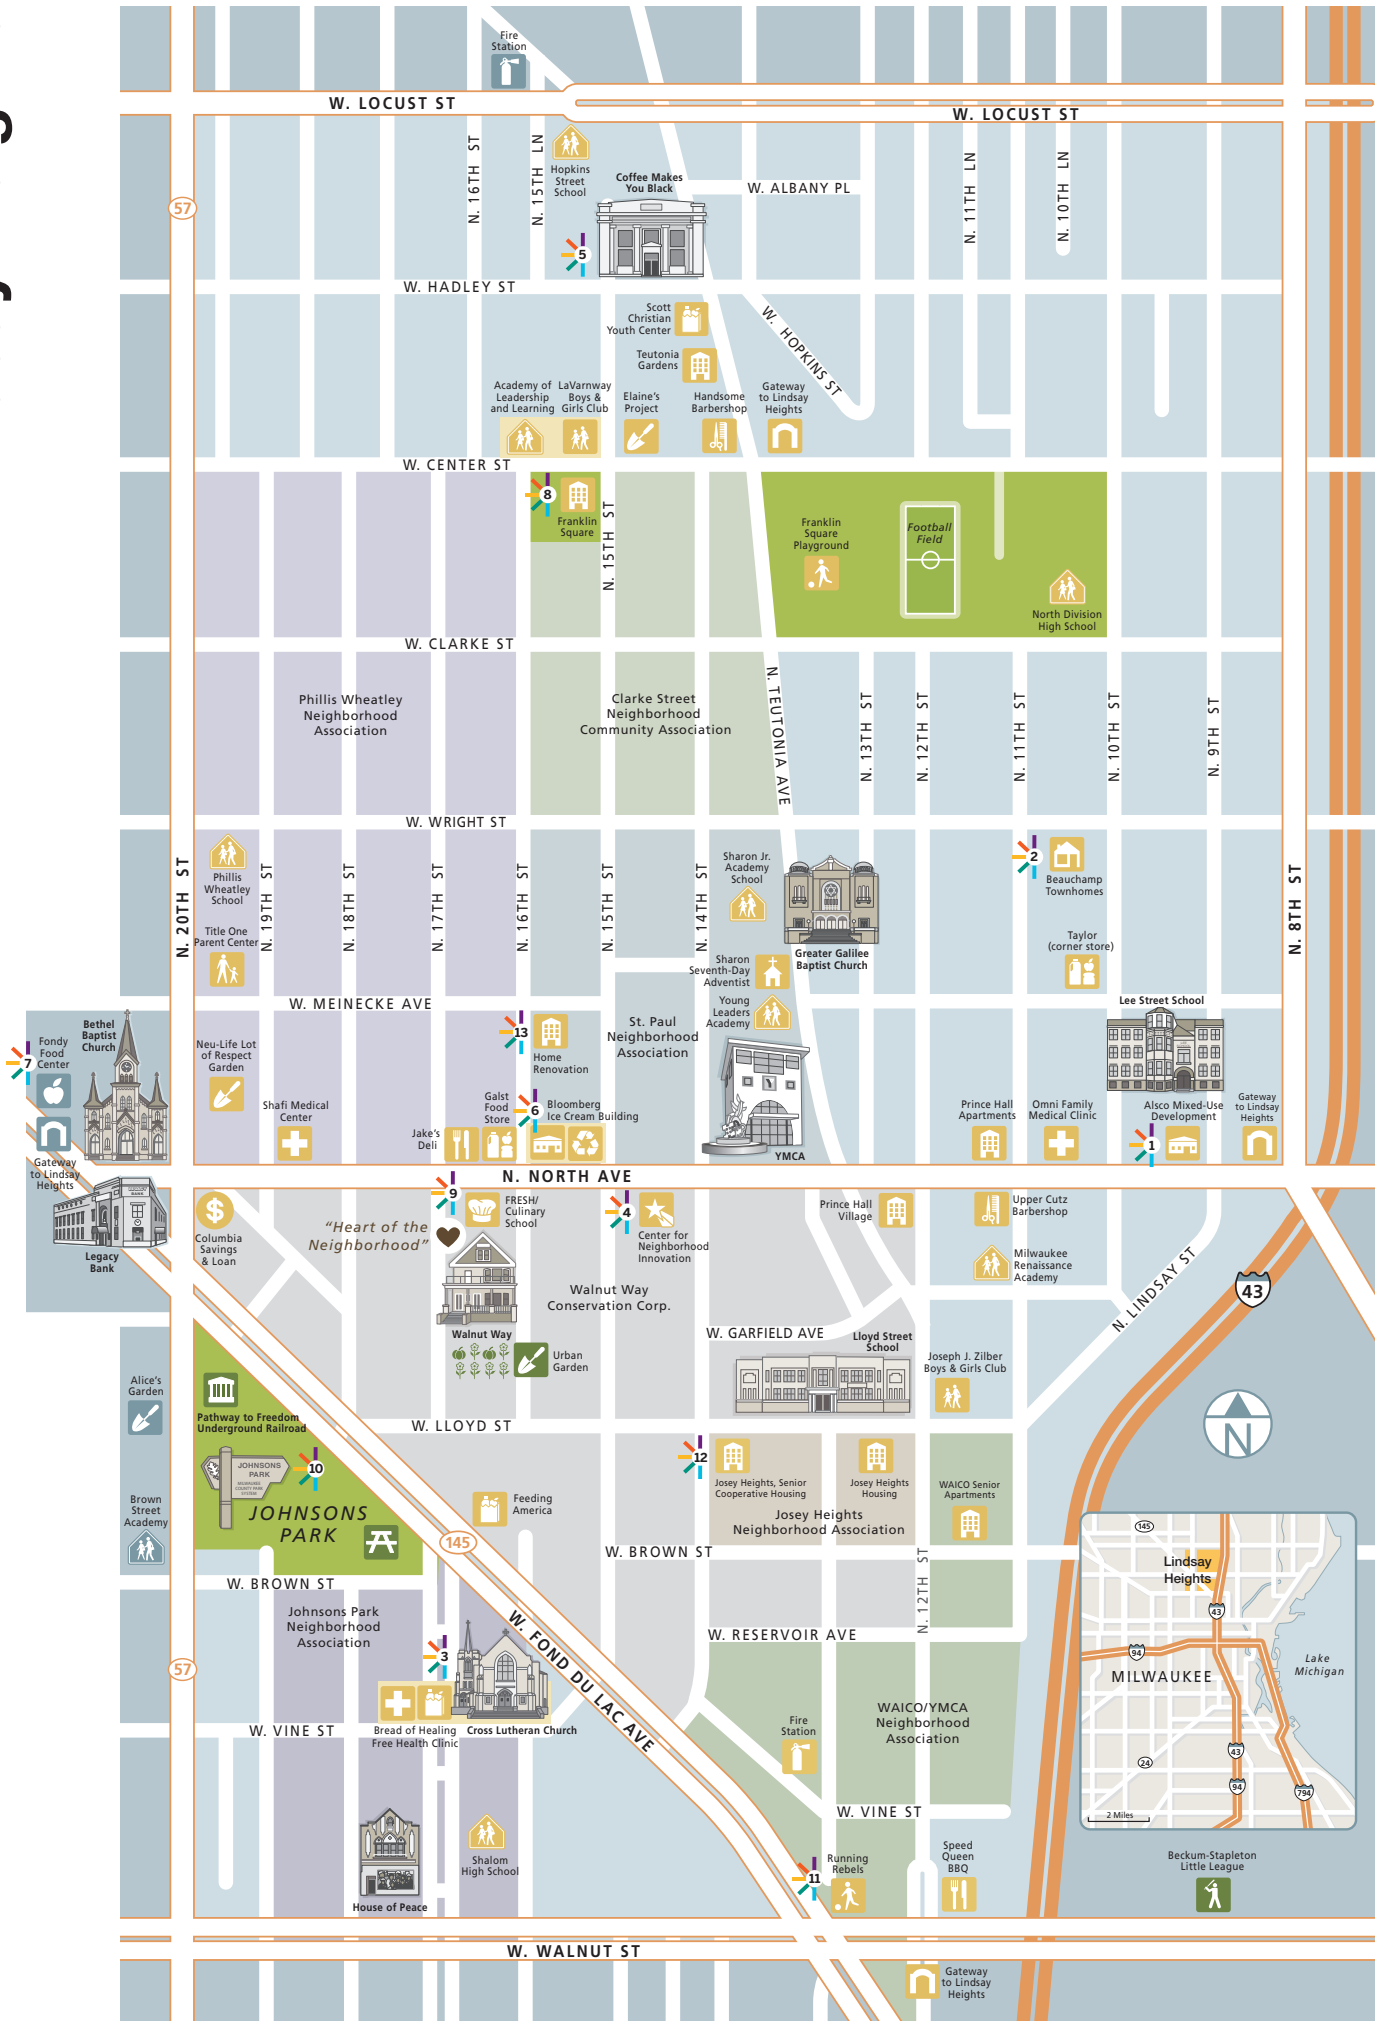 Fire
Station
W. LOCUST ST
W. LOCUST ST
N. 16TH ST
N. 15TH LN
Hopkins
Street
School
Coffee Makes
You Black
W. ALBANY PL
N. 11TH LN
N. 10TH LN
57
5
W. HADLEY ST
Scott
Christian
Youth Center
W. HOPKINS ST
Teutonia
Gardens
Academy of
Leadership
and Learning
LaVarnway
Boys &
Girls Club
Elaine's
Project
Handsome
Barbershop
Gateway
to Lindsay
Heights
W. CENTER ST
8
Franklin
Square
N. 15TH ST
Franklin
Square
Playground
Football
Field
North Division
High School
W. CLARKE ST
Phillis Wheatley
Neighborhood
Association
Clarke Street
Neighborhood
Community Association
N. TEUTONIA AVE
N. 13TH ST
N. 12TH ST
N. 11TH ST
N. 10TH ST
N. 9TH ST
W. WRIGHT ST
N. 20TH ST
Phillis
Wheatley
School
Title One
Parent Center
N. 19TH ST
N. 18TH ST
N. 17TH ST
N. 16TH ST
N. 15TH ST
N. 14TH ST
Sharon Jr.
Academy
School
Greater Galilee
Baptist Church
2
Beauchamp
Townhomes
Taylor
(corner store)
N. 8TH ST
Sharon
Seventh-Day
Adventist
Young
Leaders
Academy
W. MEINECKE AVE
Lee Street School
Bethel
Baptist
Church
7
Fondy
Food
Center
Gateway
to Lindsay
Heights
Neu-Life Lot
of Respect
Garden
Shafi Medical
Center
13
Home
Renovation
St. Paul
Neighborhood
Association
Galst
Food
Store
Jake's
Deli
6
Bloomberg
Ice Cream Building
YMCA
Prince Hall
Apartments
Omni Family
Medical Clinic
Alsco Mixed-Use
Development
1
Gateway
to Lindsay
Heights
N. NORTH AVE
LEGACY
BANK
Legacy
Bank
$
Columbia
Savings
& Loan
"Heart of the
Neighborhood"
9
FRESH/
Culinary
School
4
Center for
Neighborhood
Innovation
Prince Hall
Village
Upper Cutz
Barbershop
Milwaukee
Renaissance
Academy
N. LINDSAY ST
43
Walnut Way
Conservation Corp.
Walnut Way
Urban
Garden
W. GARFIELD AVE
Lloyd Street
School
Joseph J. Zilber
Boys & Girls Club
N
Alice's
Garden
Pathway to Freedom
Underground Railroad
W. LLOYD ST
JOHNSONS
PARK
MILWAUKEE
COUNTY PARK
SYSTEM
10
JOHNSONS
PARK
12
Josey Heights, Senior
Cooperative Housing
Josey Heights
Housing
WAICO Senior
Apartments
Josey Heights
Neighborhood Association
Brown
Street
Academy
Feeding
America
145
W. BROWN ST
W. BROWN ST
N. 12TH ST
Johnsons Park
Neighborhood
Association
W. FOND DU LAC AVE
W. RESERVOIR AVE
57
3
Bread of Healing
Free Health Clinic
Cross Lutheran Church
W. VINE ST
Fire
Station
WAICO/YMCA
Neighborhood
Association
W. VINE ST
House of Peace
Shalom
High School
11
Running
Rebels
Speed
Queen
BBQ
Beckum-Stapleton
Little League
145
Lindsay
Heights
43
94
MILWAUKEE
Lake
Michigan
24
43
94
794
2 Miles
W. WALNUT ST
Gateway
to Lindsay
Heights